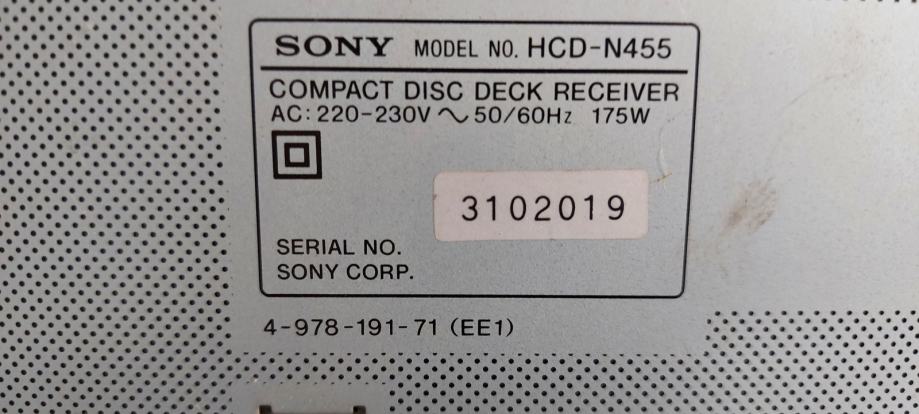 SONY MODEL NO. HCD-N455
COMPACT DISC DECK RECEIVER
AC: 220-230V ∼ 50/60Hz 175W
3102019
SERIAL NO.
SONY CORP.
4-978-191-71 (EE1)